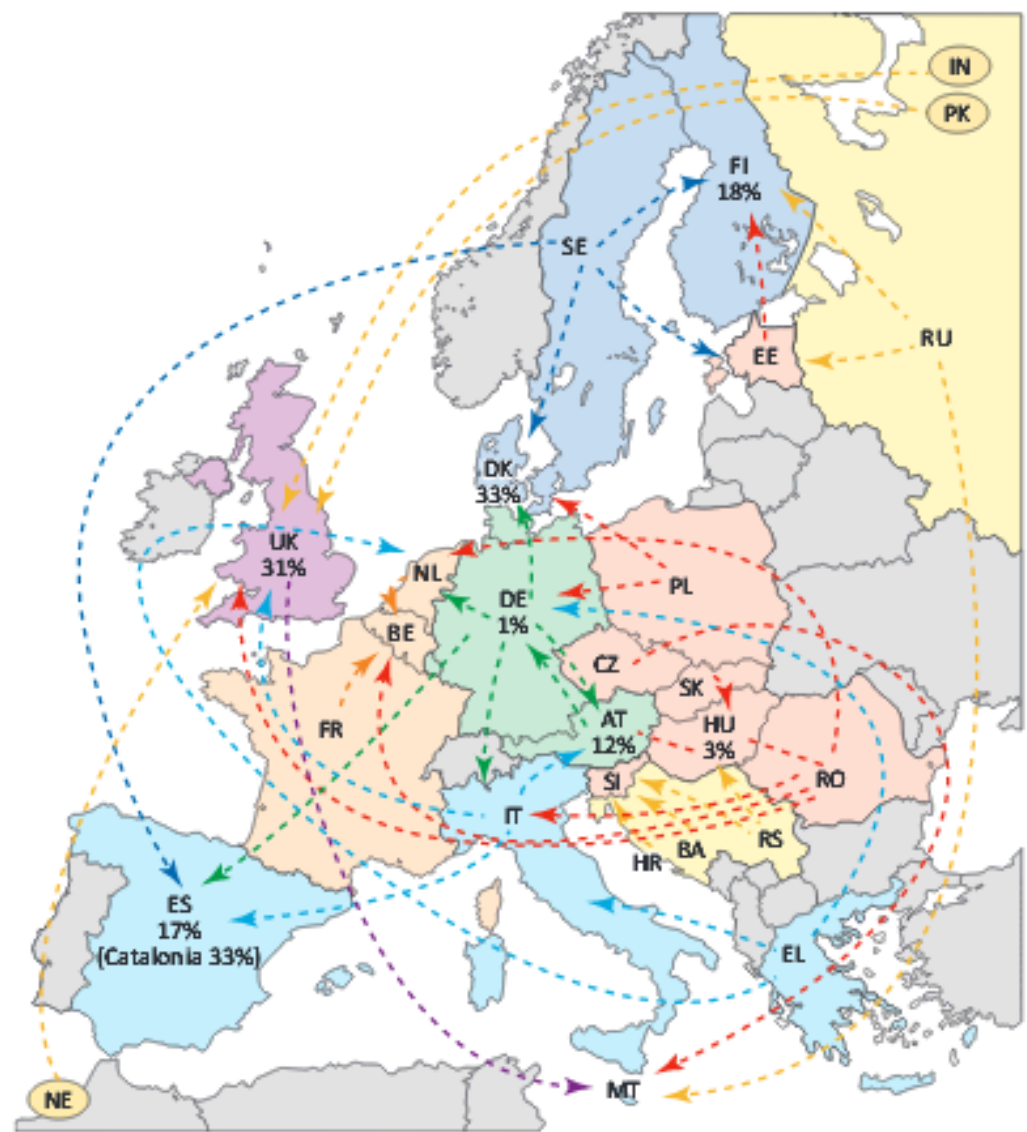 IN
PK
FI
18%
SE
RU
EE
DK
33%
UK
31%
NL
DE
1%
PL
BE
CZ
SK
FR
AT
12%
HU
3%
SI
RO
IT
RS
BA
HR
ES
17%
(Catalonia 33%)
EL
MT
NE